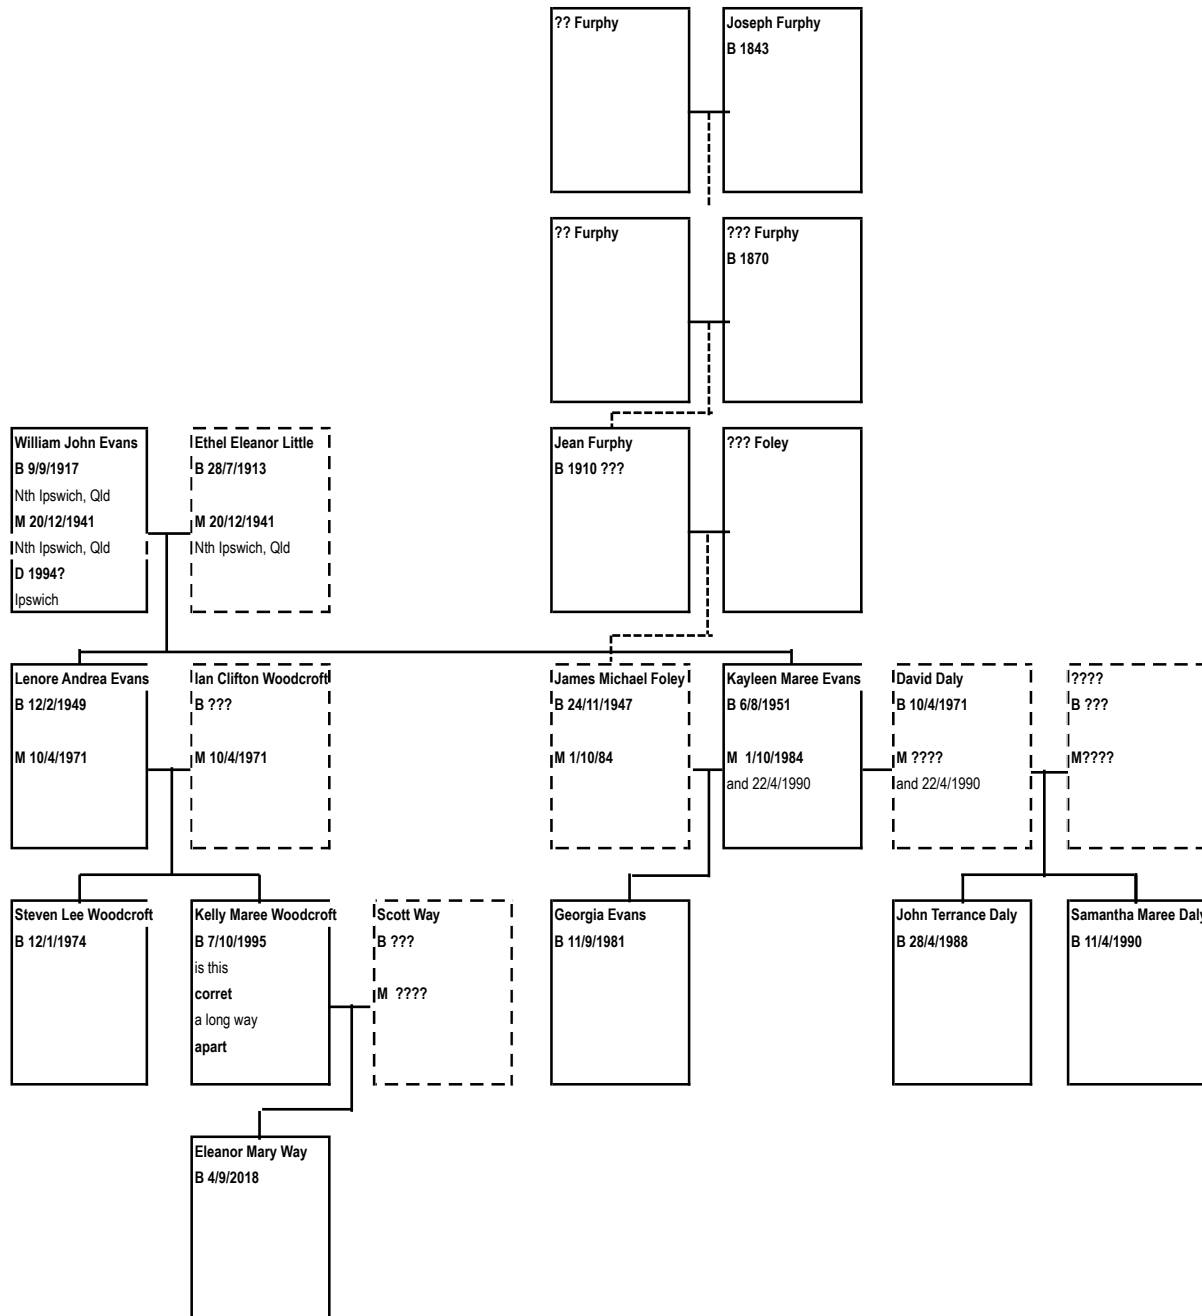 ?? Furphy
Joseph Furphy
B 1843
?? Furphy
??? Furphy
B 1870
William John Evans
B 9/9/1917
Nth Ipswich, Qld
M 20/12/1941
Nth Ipswich, Qld
D 1994?
Ipswich
Ethel Eleanor Little
B 28/7/1913
M 20/12/1941
Nth Ipswich, Qld
Jean Furphy
B 1910 ???
??? Foley
Lenore Andrea Evans
B 12/2/1949
M 10/4/1971
Ian Clifton Woodcroft
B ???
M 10/4/1971
James Michael Foley
B 24/11/1947
M 1/10/84
Kayleen Maree Evans
B 6/8/1951
M 1/10/1984
and 22/4/1990
David Daly
B 10/4/1971
M ????
and 22/4/1990
????
B ???
M????
Steven Lee Woodcroft
B 12/1/1974
Kelly Maree Woodcroft
B 7/10/1995
is this
corret
a long way
apart
Scott Way
B ???
M ????
Georgia Evans
B 11/9/1981
John Terrance Daly
B 28/4/1988
Samantha Maree Daly
B 11/4/1990
Eleanor Mary Way
B 4/9/2018